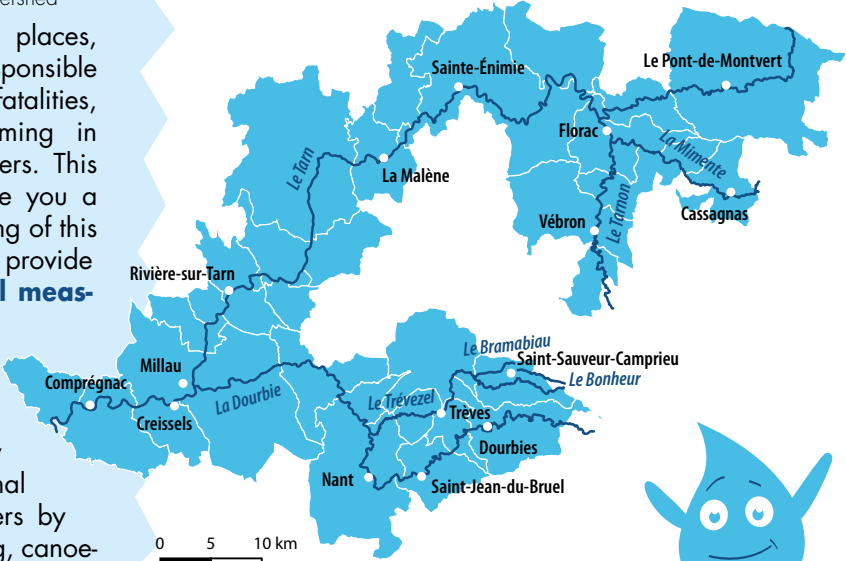 places,
sponsible
fatalities,
ming in
ers. This
e you a
ng of this
provide
l meas-
nal
ers by
g, canoe-
Le Pont-de-Montvert
Sainte-Énimie
Florac
La Mimente
Le Tarn
La Malène
Cassagnas
Vébron
Le Tarnon
Rivière-sur-Tarn
Le Bramabiau
Saint-Sauveur-Camprieu
Millau
Le Bonheur
Comprégnac
La Dourbie
Le Trévezel
Trèves
Creissels
Dourbies
Nant
Saint-Jean-du-Bruel
0 5 10 km